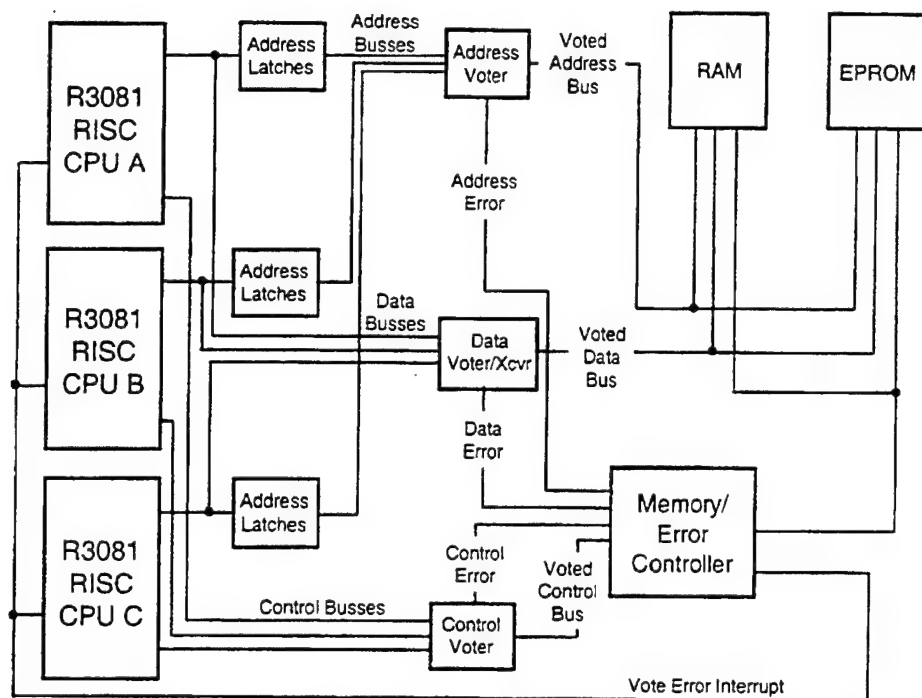 R3081
RISC
CPU A
Address
Latches
Address
Busses
Address
Voter
Voted
Address
Bus
RAM
EPROM
Address
Error
R3081
RISC
CPU B
Address
Latches
Data
Busses
Data
Voter/Xcvr
Voted
Data
Bus
Data
Error
R3081
RISC
CPU C
Address
Latches
Memory/
Error
Controller
Control
Error
Voted
Control
Bus
Control Busses
Control
Voter
Vote Error Interrupt